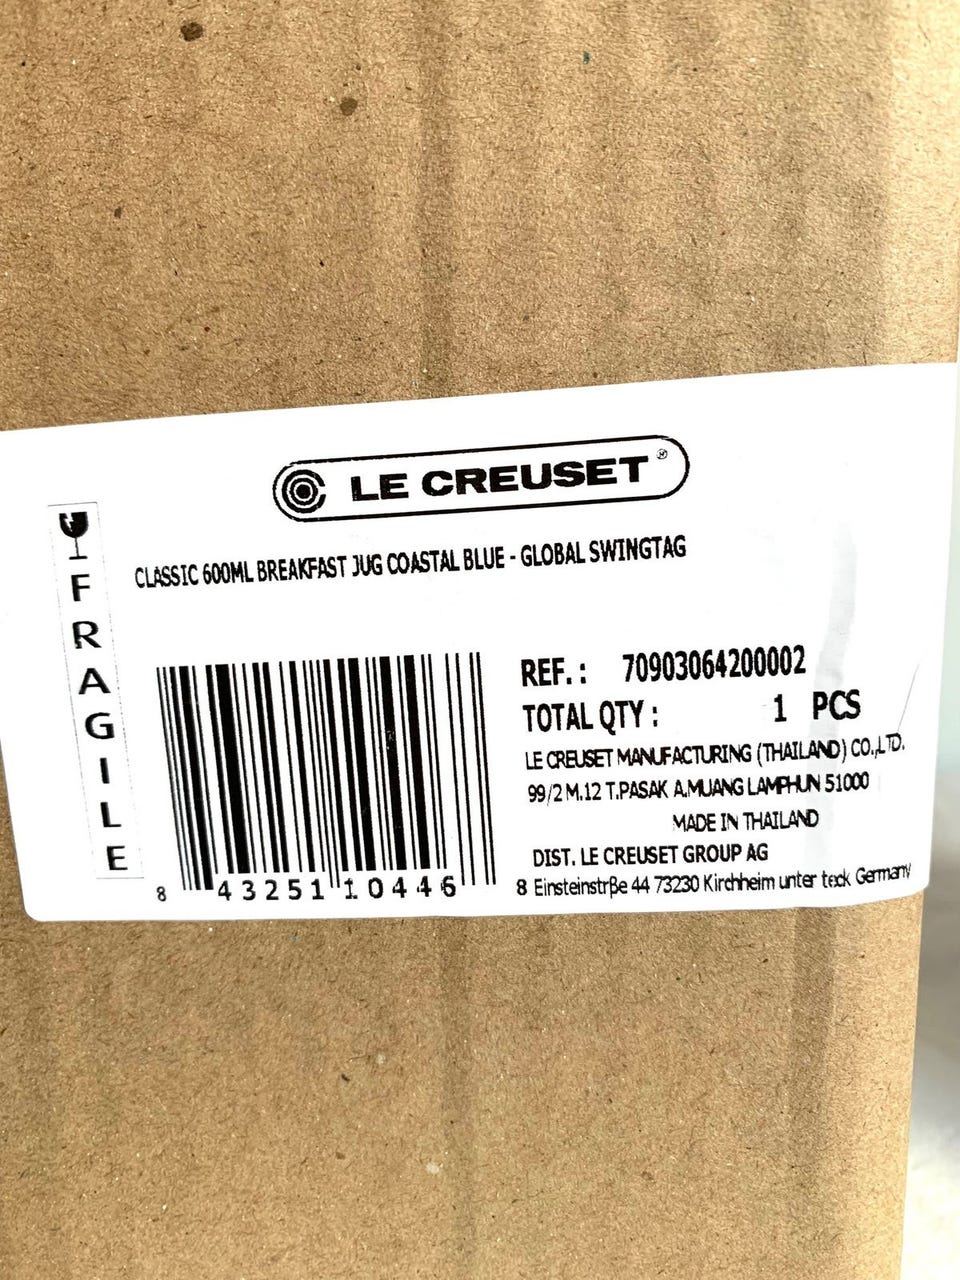 LE CREUSET®
CLASSIC 600ML BREAKFAST JUG COASTAL BLUE - GLOBAL SWINGTAG
FRAGILE
REF. : 70903064200002
TOTAL QTY : 1 PCS
LE CREUSET MANUFACTURING (THAILAND) CO.,LTD.
99/2 M.12 T.PASAK A.MUANG LAMPHUN 51000
MADE IN THAILAND
DIST. LE CREUSET GROUP AG
Einsteinstrβe 44 73230 Kirchheim unter teck Germany
8 43251 10446 8